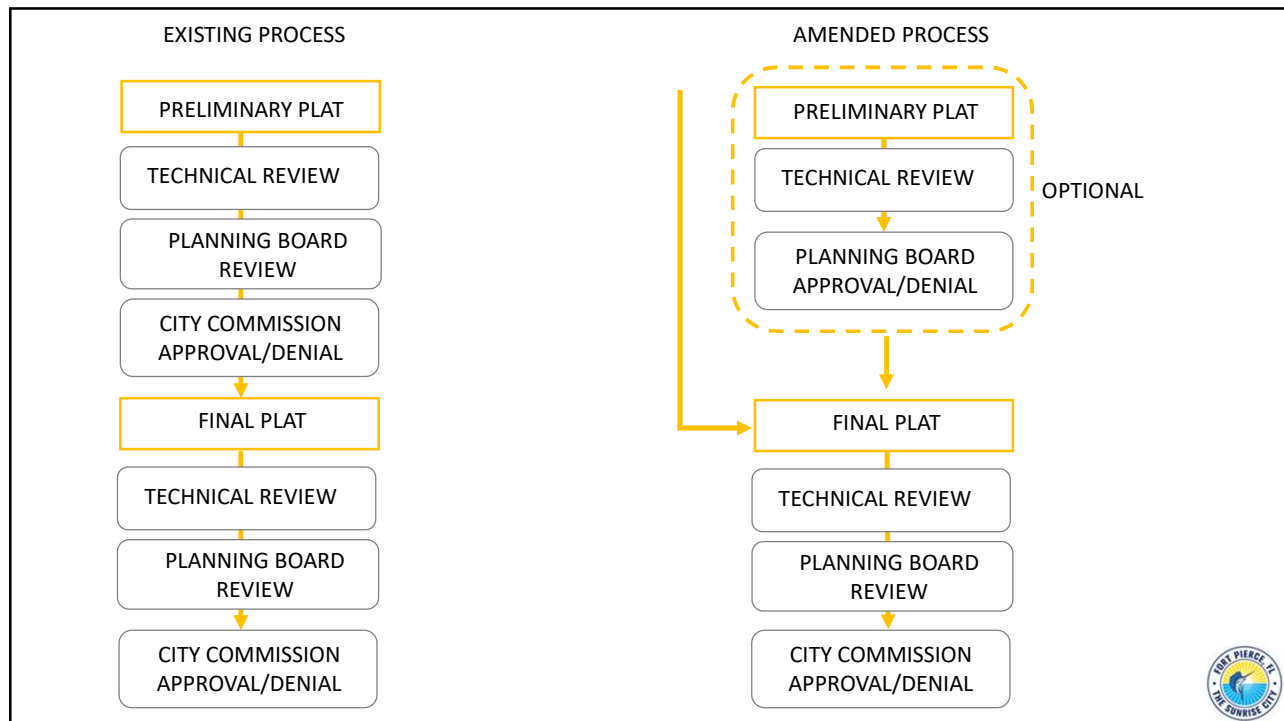 EXISTING PROCESS
PRELIMINARY PLAT
TECHNICAL REVIEW
PLANNING BOARD
REVIEW
CITY COMMISSION
APPROVAL/DENIAL
FINAL PLAT
TECHNICAL REVIEW
PLANNING BOARD
REVIEW
CITY COMMISSION
APPROVAL/DENIAL
AMENDED PROCESS
PRELIMINARY PLAT
TECHNICAL REVIEW
PLANNING BOARD
APPROVAL/DENIAL
OPTIONAL
FINAL PLAT
TECHNICAL REVIEW
PLANNING BOARD
REVIEW
CITY COMMISSION
APPROVAL/DENIAL
FORT PIERCE, FL
THE SUNRISE CITY